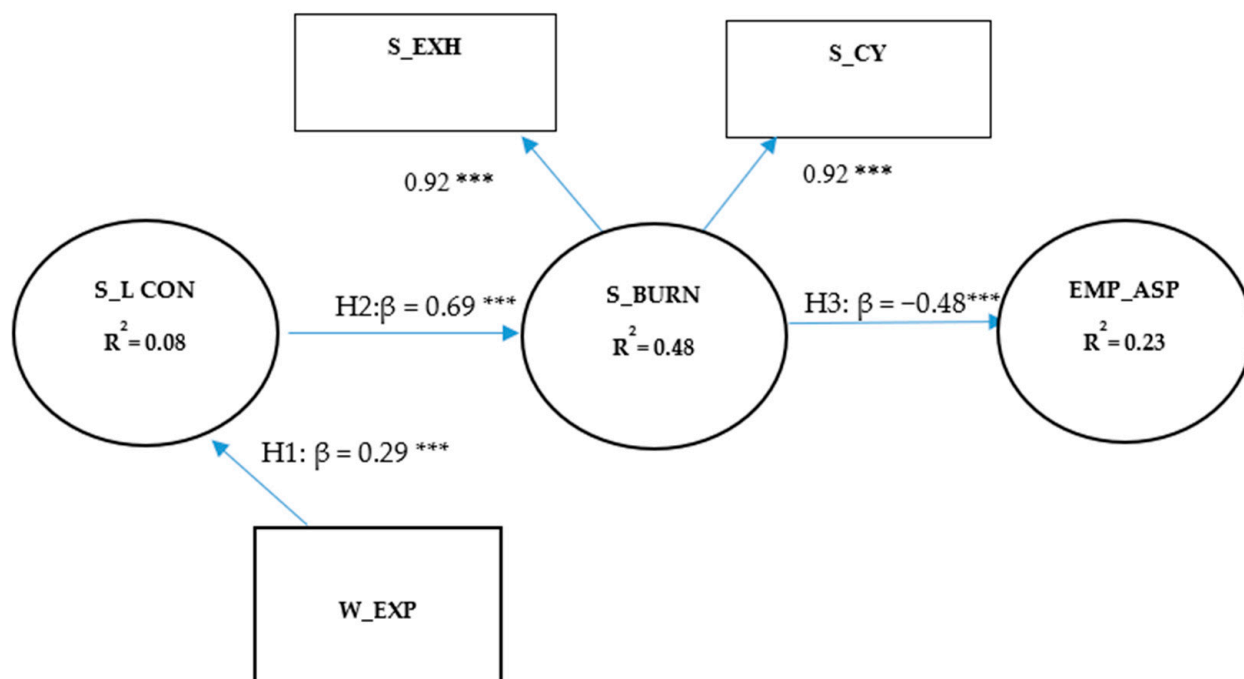 S_EXH
S_CY
0.92 ***
0.92 ***
S_L CON
R² = 0.08
H2:β = 0.69 ***
S_BURN
R² = 0.48
H3: β = −0.48***
EMP_ASP
R² = 0.23
H1: β = 0.29 ***
W_EXP